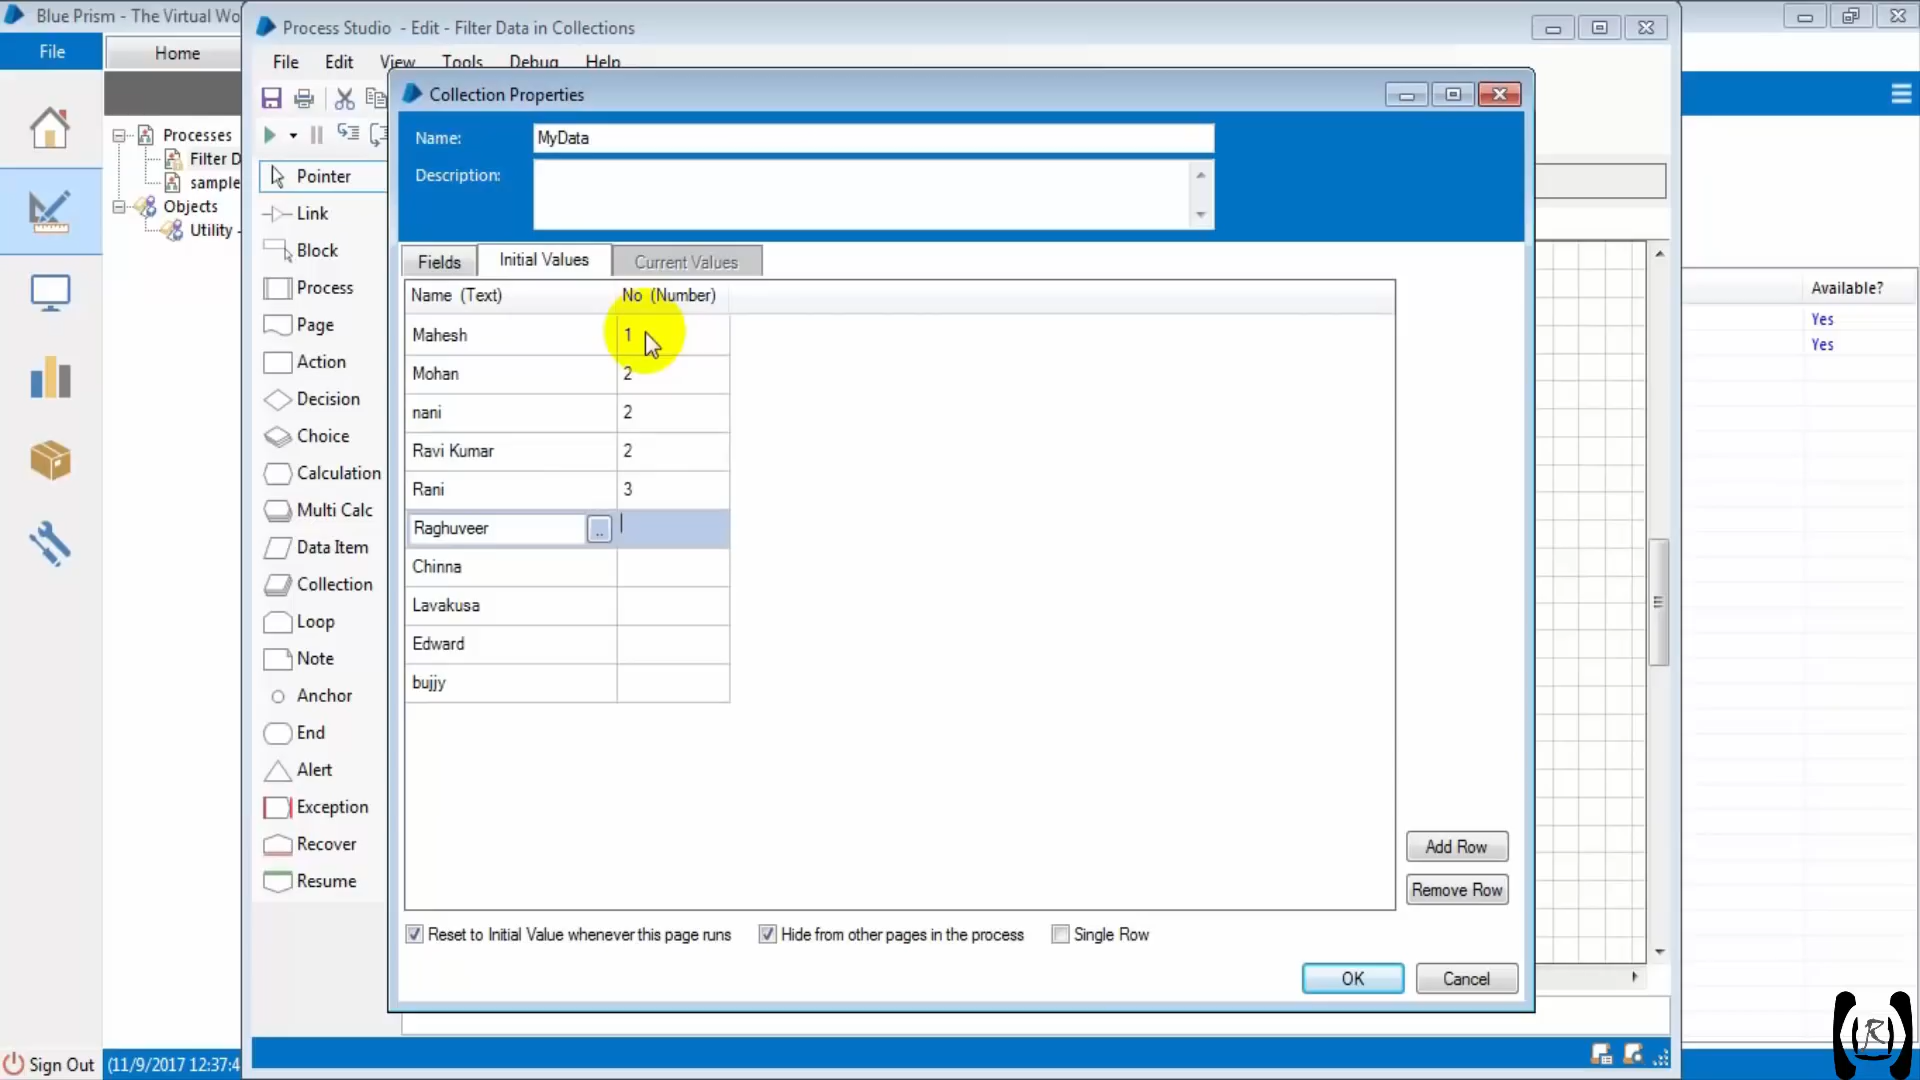 Blue Prism - The Virtual Wo
File
Home
Processes
Filter D
sample
Objects
Utility -
Sign Out
(11/9/2017 12:37:4
Process Studio - Edit - Filter Data in Collections
File Edit View Tools Debug Help
Pointer
Link
Block
Process
Page
Action
Decision
Choice
Calculation
Multi Calc
Data Item
Collection
Loop
Note
Anchor
End
Alert
Exception
Recover
Resume
Collection Properties
Name: MyData
Description:
Fields Initial Values Current Values
Name (Text) No (Number)
Mahesh 1
Mohan 2
nani 2
Ravi Kumar 2
Rani 3
Raghuveer ..
Chinna
Lavakusa
Edward
bujjy
Add Row
Remove Row
Reset to Initial Value whenever this page runs Hide from other pages in the process Single Row
OK Cancel
Available?
Yes
Yes
R